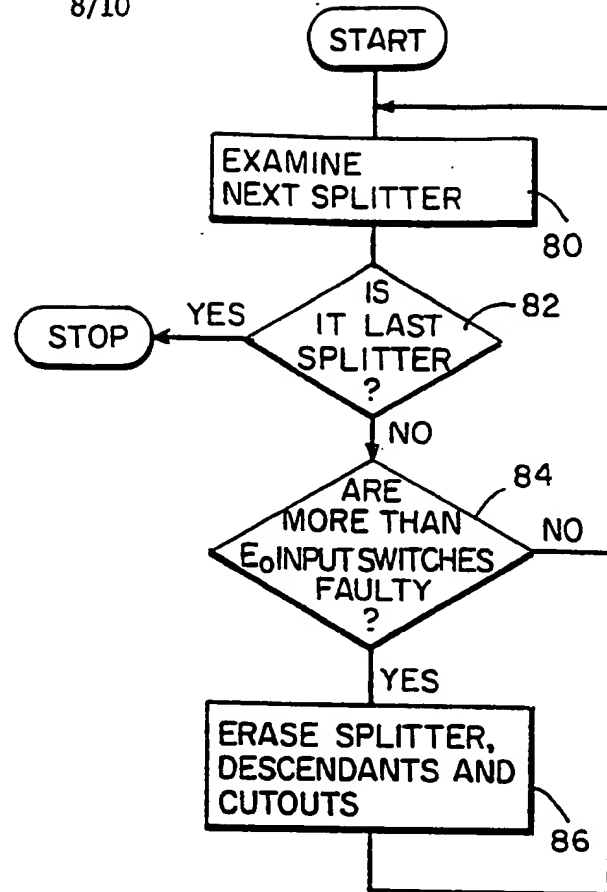 8/10
START
EXAMINE
NEXT SPLITTER
80
IS
IT LAST
SPLITTER
?
82
YES
STOP
NO
84
ARE
MORE THAN
E₀ INPUT SWITCHES
FAULTY
?
NO
YES
ERASE SPLITTER,
DESCENDANTS AND
CUTOUTS
86